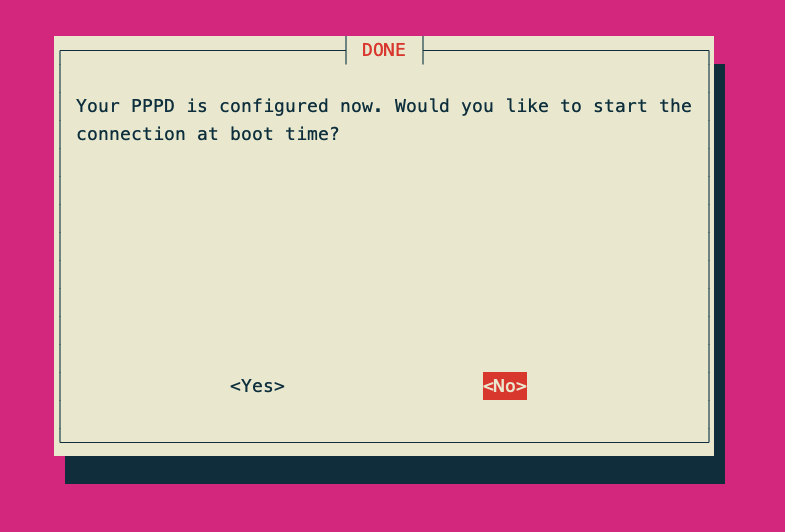 DONE
Your PPPD is configured now. Would you like to start the
connection at boot time?
<Yes> <No>